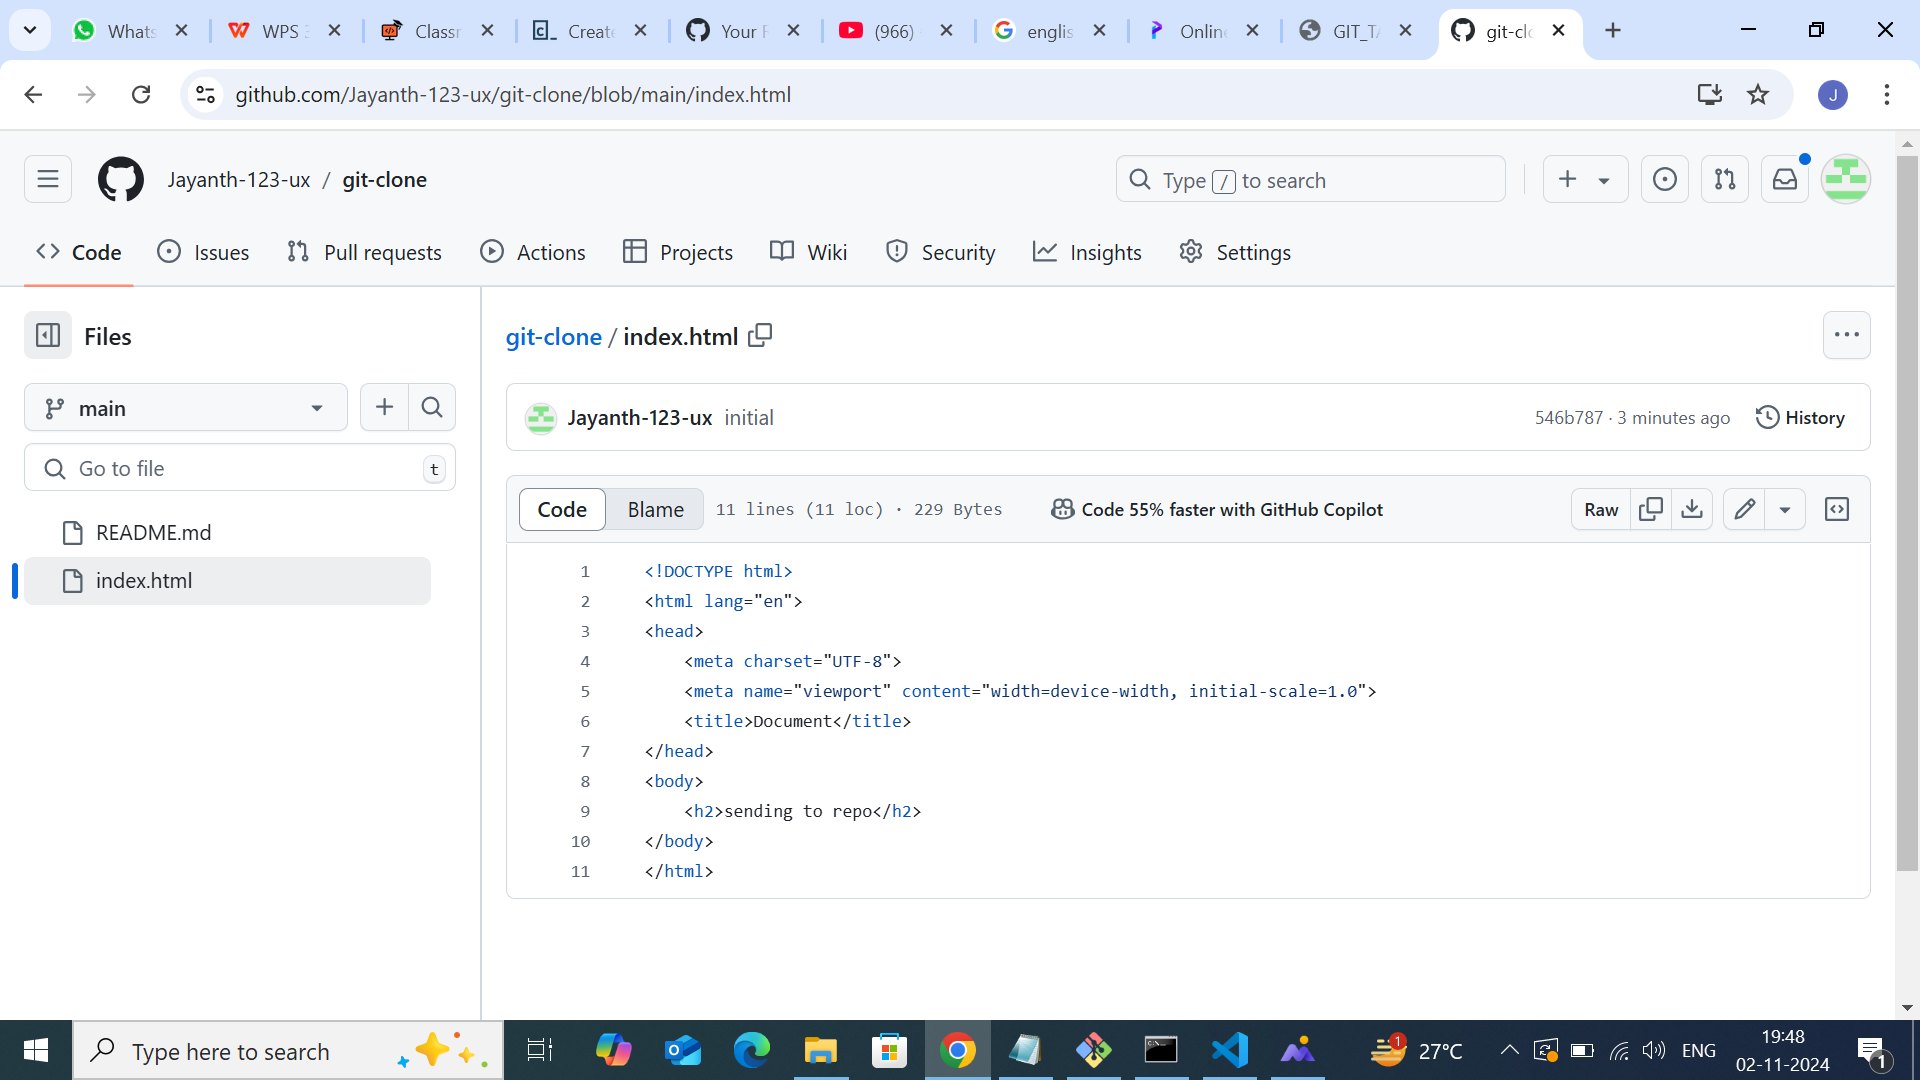 Whats
WPS
Classr
Create
Your
(966)
englis
Online
GIT_TA
git-clo
github.com/Jayanth-123-ux/git-clone/blob/main/index.html
J
Jayanth-123-ux / git-clone
Type / to search
Code
Issues
Pull requests
Actions
Projects
Wiki
Security
Insights
Settings
Files
main
Go to file
t
README.md
index.html
git-clone / index.html
Jayanth-123-ux initial
546b787 · 3 minutes ago
History
Code
Blame
11 lines (11 loc) · 229 Bytes
Code 55% faster with GitHub Copilot
Raw
1 <!DOCTYPE html>
2 <html lang="en">
3 <head>
4     <meta charset="UTF-8">
5     <meta name="viewport" content="width=device-width, initial-scale=1.0">
6     <title>Document</title>
7 </head>
8 <body>
9     <h2>sending to repo</h2>
10 </body>
11 </html>
Type here to search
1
27°C
ENG
19:48
02-11-2024
1